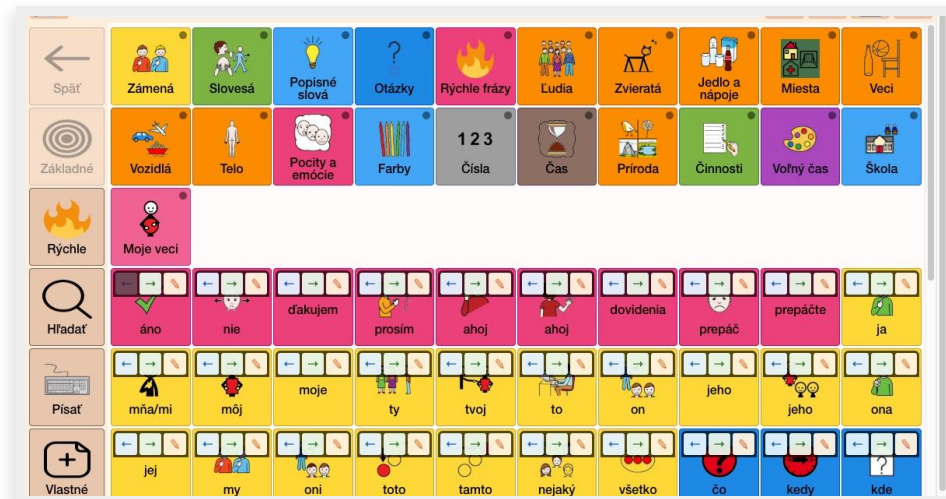 Späť
Zámená
Slovesá
Popisné
slová
Otázky
Rýchle frázy
Ľudia
Zvieratá
Jedlo a
nápoje
Miesta
Veci
Základné
Vozidlá
Telo
Pocity a
emócie
Farby
1 2 3
Čísla
Čas
Príroda
Činnosti
Voľný čas
Škola
Rýchle
Moje veci
Hľadať
áno
nie
ďakujem
prosím
ahoj
ahoj
dovidenia
prepáč
prepáčte
ja
Písať
mňa/mi
môj
moje
ty
tvoj
to
on
jeho
jeho
ona
Vlastné
jej
my
oni
toto
tamto
nejaký
všetko
čo
kedy
kde